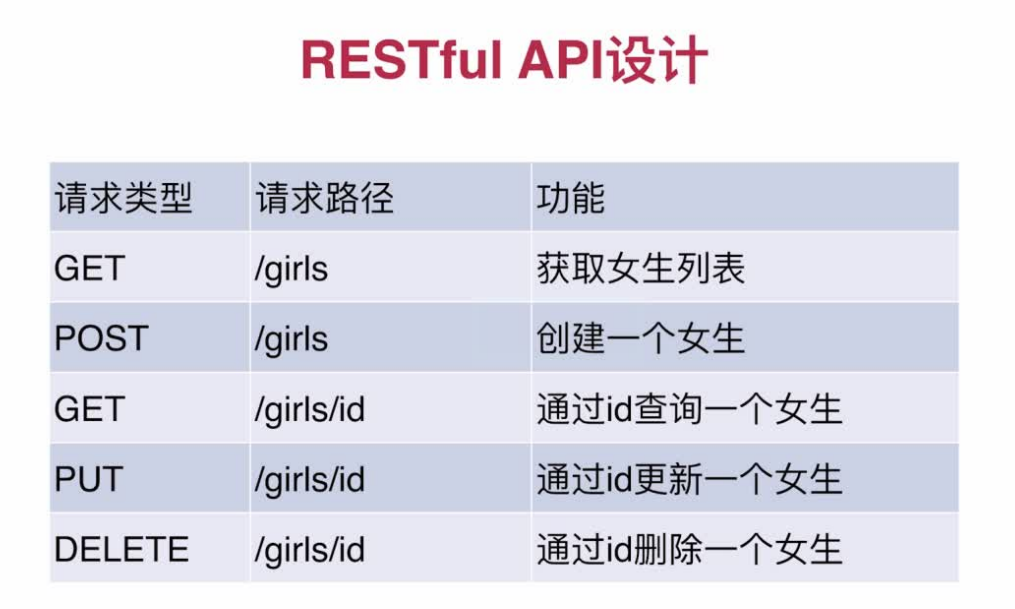 RESTful API设计
请求类型 请求路径 功能
GET /girls 获取女生列表
POST /girls 创建一个女生
GET /girls/id 通过id查询一个女生
PUT /girls/id 通过id更新一个女生
DELETE /girls/id 通过id删除一个女生